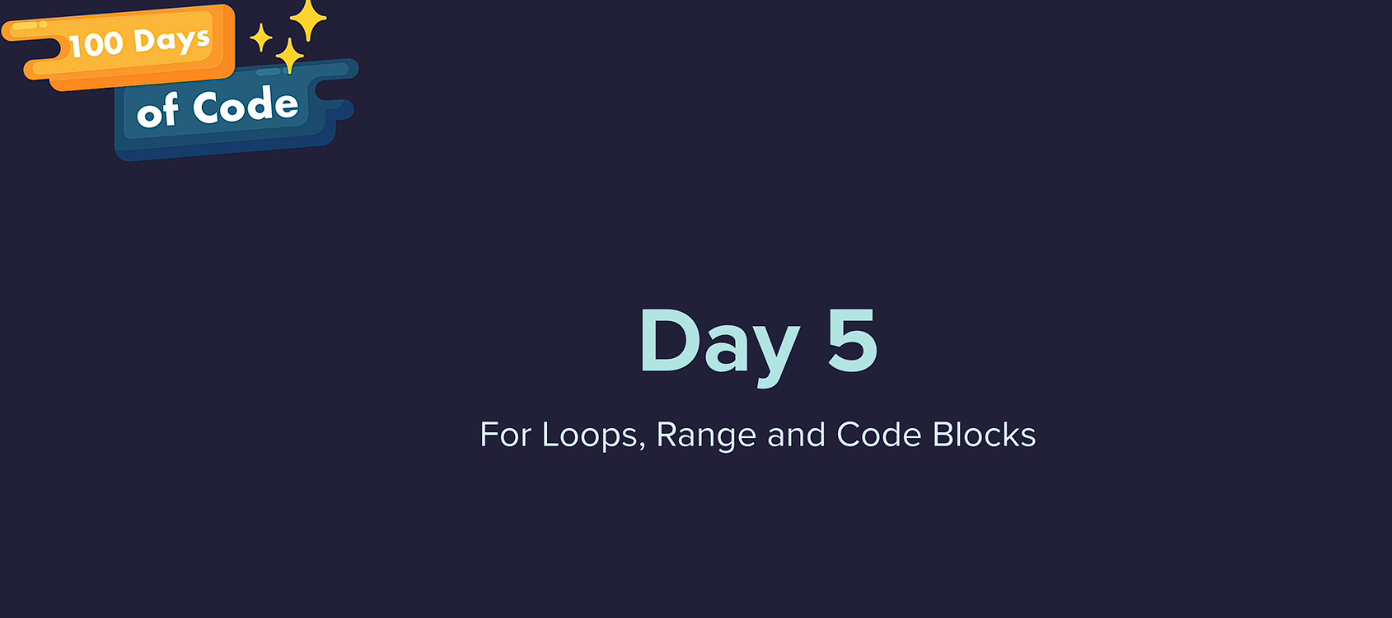 100 Days
of Code
Day 5
For Loops, Range and Code Blocks